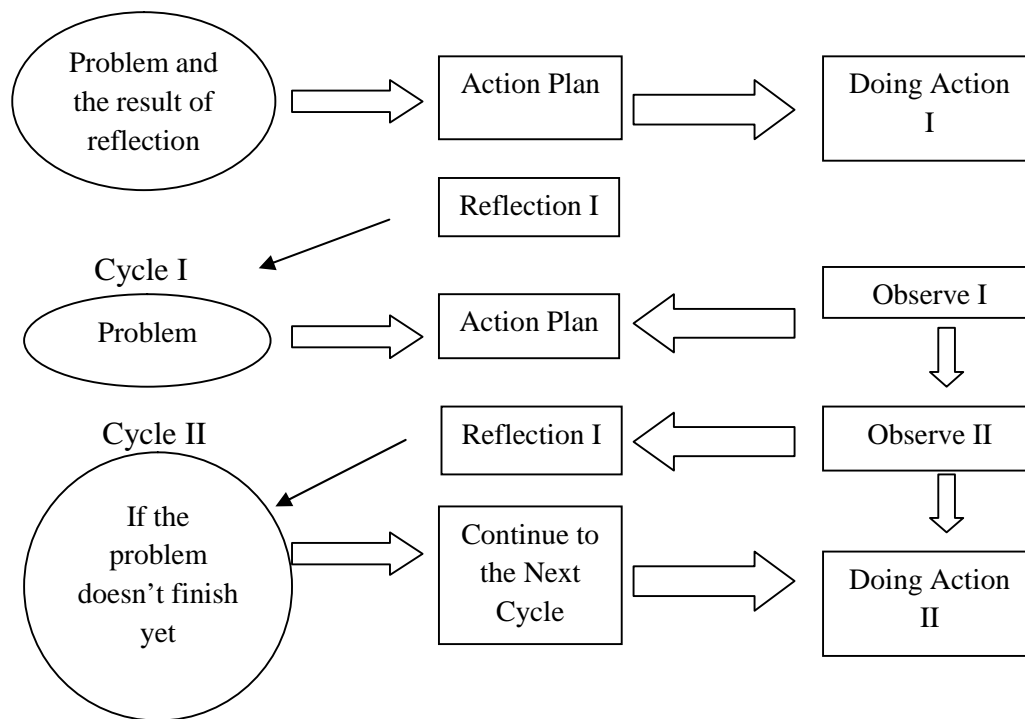 Problem and
the result of
reflection
Action Plan
Doing Action
I
Reflection I
Cycle I
Problem
Action Plan
Observe I
Cycle II
Reflection I
Observe II
If the
problem
doesn't finish
yet
Continue to
the Next
Cycle
Doing Action
II